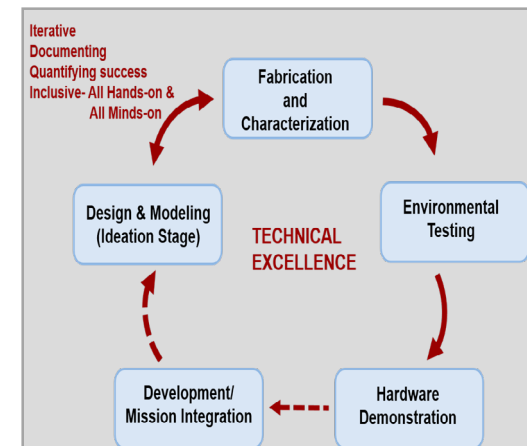 Iterative
Documenting
Quantifying success
Inclusive- All Hands-on &
All Minds-on
Fabrication
and
Characterization
Design & Modeling
(Ideation Stage)
Environmental
Testing
TECHNICAL
EXCELLENCE
Development/
Mission Integration
Hardware
Demonstration